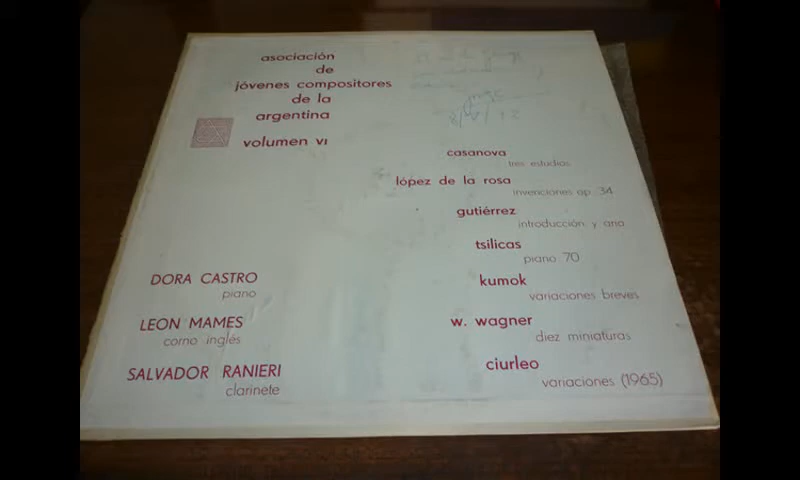 asociación
de
jóvenes compositores
de la
argentina
volumen VI
casanova
tres estudios
lópez de la rosa
invenciones op. 34
gutiérrez
introducción y aria
tsilicas
piano 70
kumok
variaciones breves
w. wagner
diez miniaturas
ciurleo
variaciones (1965)
DORA CASTRO
piano
LEON MAMES
corno inglés
SALVADOR RANIERI
clarinete